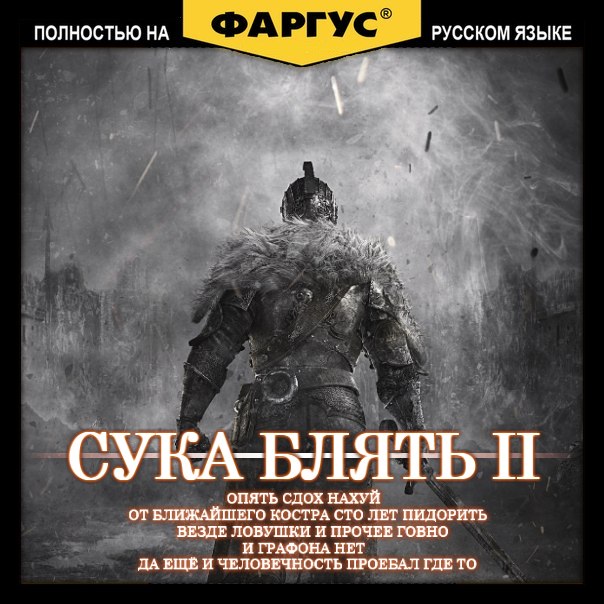 ПОЛНОСТЬЮ НА ФАРГУС® РУССКОМ ЯЗЫКЕ
СУКА БЛЯТЬ II
ОПЯТЬ СДОХ НАХУЙ
ОТ БЛИЖАЙШЕГО КОСТРА СТО ЛЕТ ПИДОРИТЬ
ВЕЗДЕ ЛОВУШКИ И ПРОЧЕЕ ГОВНО
И ГРАФОНА НЕТ
ДА ЕЩЁ И ЧЕЛОВЕЧНОСТЬ ПРОЕБАЛ ГДЕ ТО